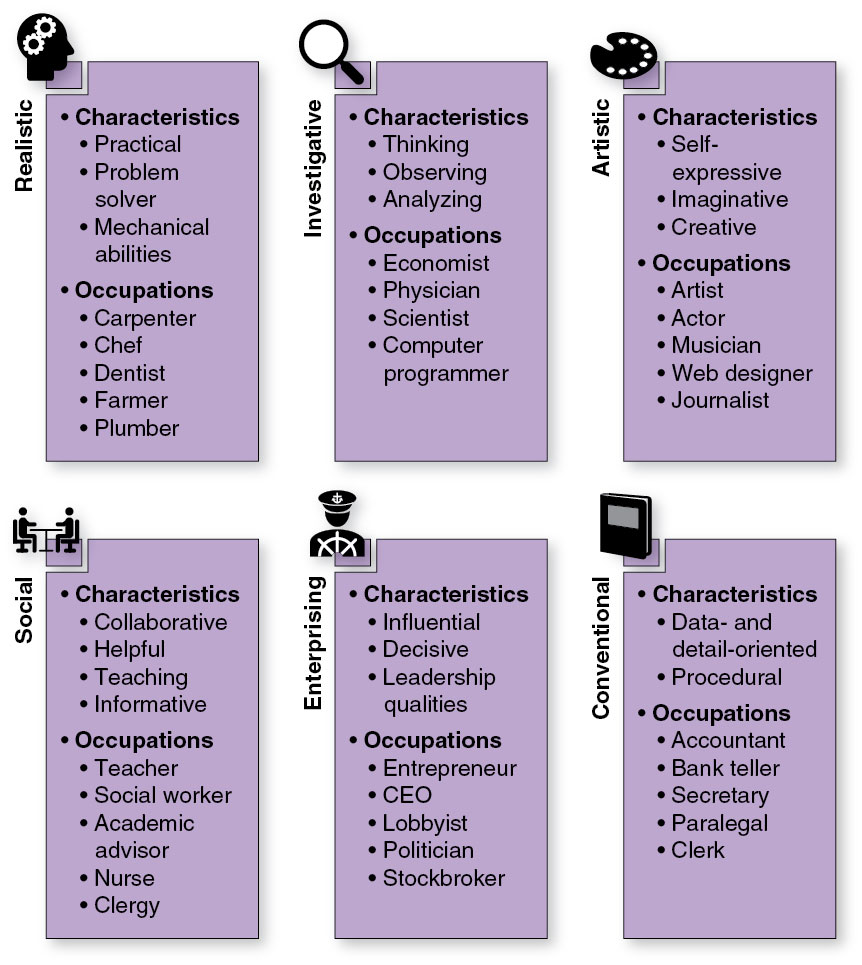 Realistic
• Characteristics
• Practical
• Problem
solver
• Mechanical
abilities
• Occupations
• Carpenter
• Chef
• Dentist
• Farmer
• Plumber
Investigative
• Characteristics
• Thinking
• Observing
• Analyzing
• Occupations
• Economist
• Physician
• Scientist
• Computer
programmer
Artistic
• Characteristics
• Self-
expressive
• Imaginative
• Creative
• Occupations
• Artist
• Actor
• Musician
• Web designer
• Journalist
Social
• Characteristics
• Collaborative
• Helpful
• Teaching
• Informative
• Occupations
• Teacher
• Social worker
• Academic
advisor
• Nurse
• Clergy
Enterprising
• Characteristics
• Influential
• Decisive
• Leadership
qualities
• Occupations
• Entrepreneur
• CEO
• Lobbyist
• Politician
• Stockbroker
Conventional
• Characteristics
• Data- and
detail-oriented
• Procedural
• Occupations
• Accountant
• Bank teller
• Secretary
• Paralegal
• Clerk